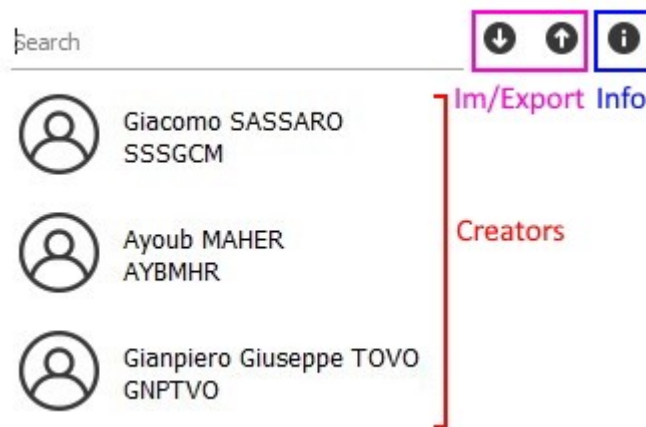 Search
Im/Export Info
Giacomo SASSARO
SSSGCM
Creators
Ayoub MAHER
AYBMHR
Gianpiero Giuseppe TOVO
GNPTVO